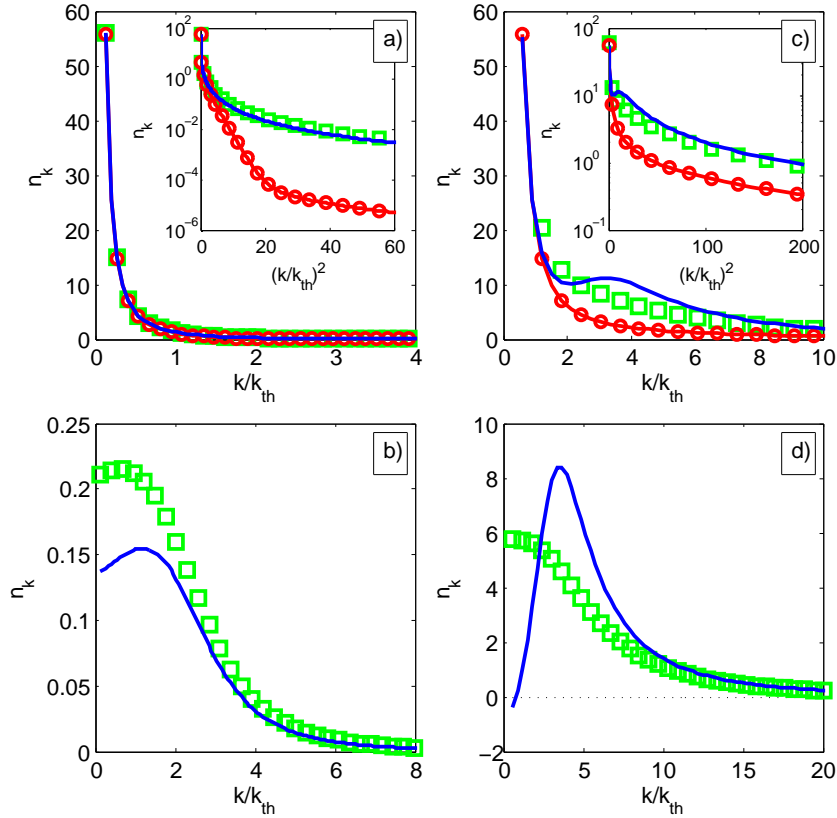 a)
n_k
60
50
40
30
20
10
0
0 1 2 3 4
k/k_th
n_k
10^2
10^0
10^-2
10^-4
10^-6
0 20 40 60
(k/k_th)^2
c)
n_k
60
50
40
30
20
10
0
0 2 4 6 8 10
k/k_th
n_k
10^2
10^1
10^0
10^-1
0 100 200
(k/k_th)^2
b)
n_k
0.25
0.2
0.15
0.1
0.05
0
0 2 4 6 8
k/k_th
d)
n_k
10
8
6
4
2
0
−2
0 5 10 15 20
k/k_th